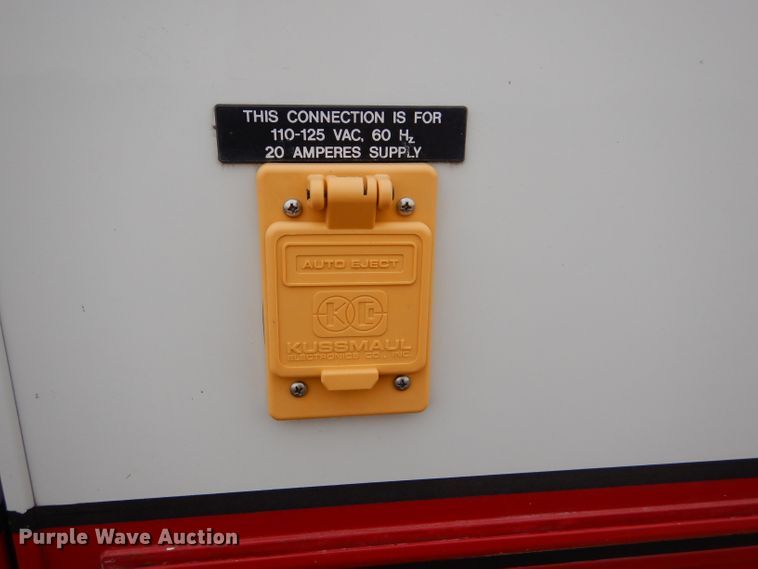 THIS CONNECTION IS FOR
110-125 VAC, 60 Hz
20 AMPERES SUPPLY
AUTO EJECT
KC
KUSSMAUL
ELECTRONICS CO., INC.
Purple Wave Auction